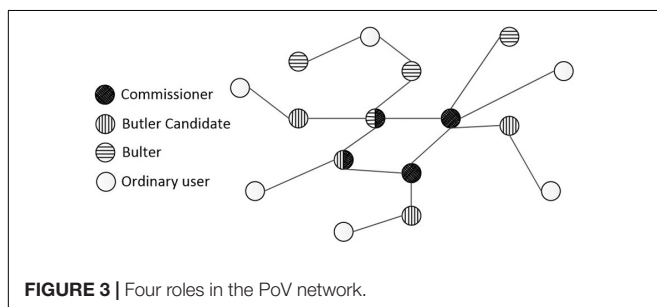 Commissioner
Butler Candidate
Bulter
Ordinary user
FIGURE 3 | Four roles in the PoV network.